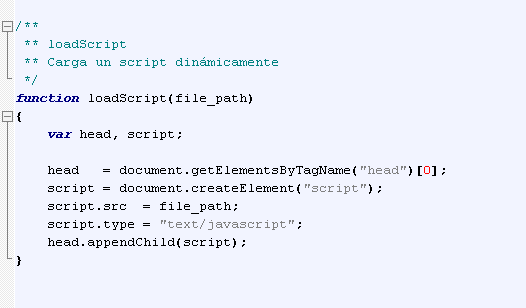 /**
 ** loadScript
 ** Carga un script dinámicamente
 */
function loadScript(file_path)
{
    var head, script;
    head   = document.getElementsByTagName("head")[0];
    script = document.createElement("script");
    script.src  = file_path;
    script.type = "text/javascript";
    head.appendChild(script);
}